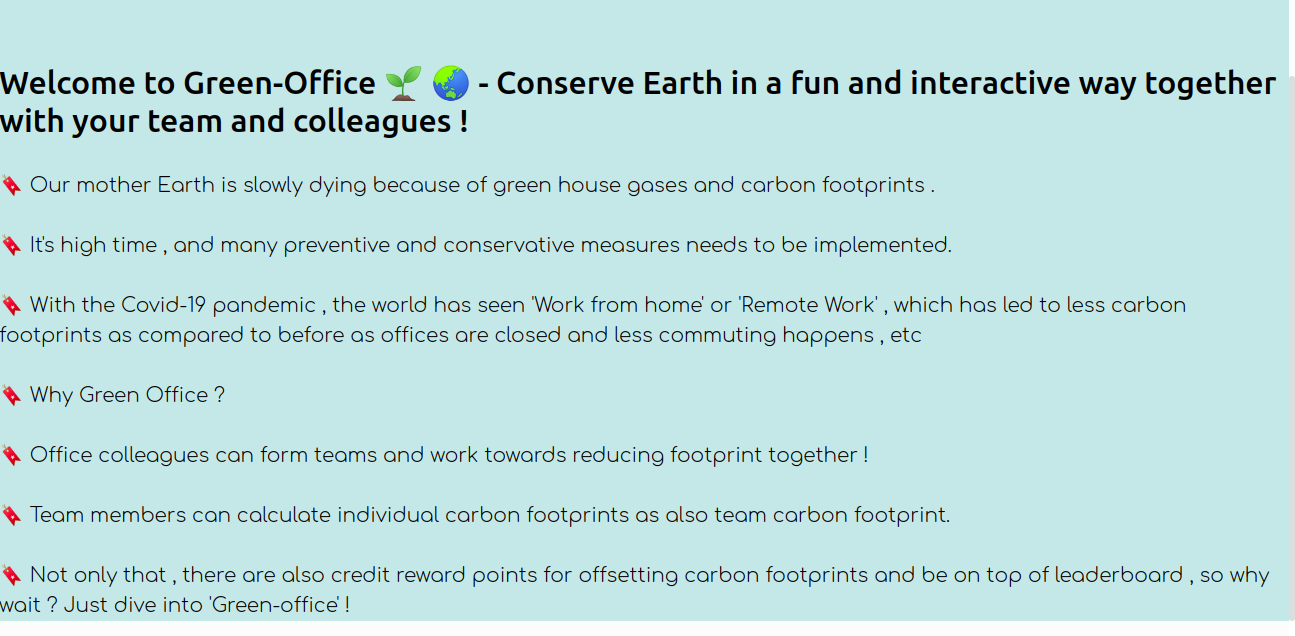 Welcome to Green-Office 🌱 🌏 - Conserve Earth in a fun and interactive way together
with your team and colleagues !
🔖 Our mother Earth is slowly dying because of green house gases and carbon footprints .
🔖 It's high time , and many preventive and conservative measures needs to be implemented.
🔖 With the Covid-19 pandemic , the world has seen 'Work from home' or 'Remote Work' , which has led to less carbon
footprints as compared to before as offices are closed and less commuting happens , etc
🔖 Why Green Office ?
🔖 Office colleagues can form teams and work towards reducing footprint together !
🔖 Team members can calculate individual carbon footprints as also team carbon footprint.
🔖 Not only that , there are also credit reward points for offsetting carbon footprints and be on top of leaderboard , so why
wait ? Just dive into 'Green-office' !